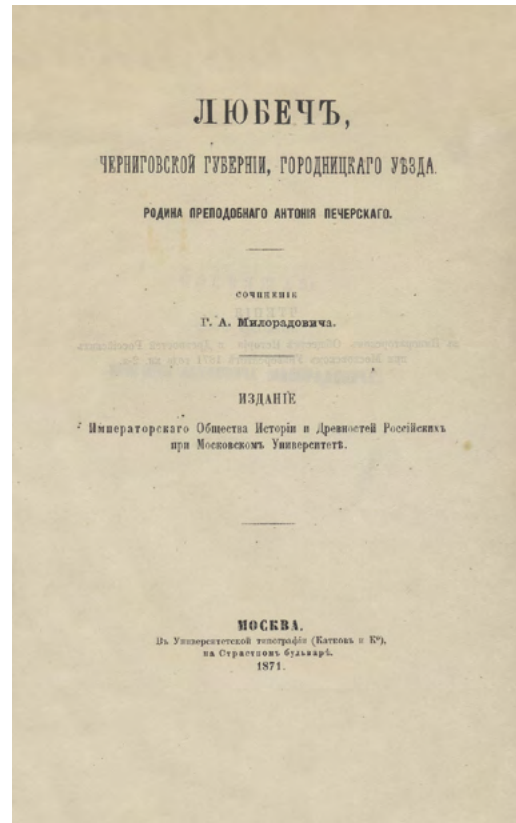 ЛЮБЕЧЪ,
ЧЕРНИГОВСКОЙ ГУБЕРНІИ, ГОРОДНИЦКАГО УѢЗДА.
РОДИНА ПРЕПОДОБНАГО АНТОНІЯ ПЕЧЕРСКАГО.
СОЧИНЕНІЕ
Г. А. Милорадовича.
ИЗДАНІЕ
Императорскаго Общества Исторіи и Древностей Россійскихъ
при Московскомъ Университетѣ.
МОСКВА.
Въ Университетской типографіи (Катковъ и Кº),
на Страстномъ бульварѣ.
1871.